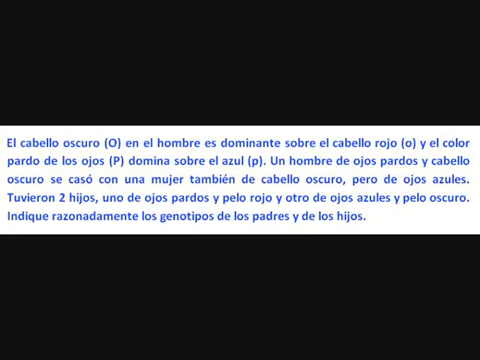 El cabello oscuro (O) en el hombre es dominante sobre el cabello rojo (o) y el color
pardo de los ojos (P) domina sobre el azul (p). Un hombre de ojos pardos y cabello
oscuro se casó con una mujer también de cabello oscuro, pero de ojos azules.
Tuvieron 2 hijos, uno de ojos pardos y pelo rojo y otro de ojos azules y pelo oscuro.
Indique razonadamente los genotipos de los padres y de los hijos.